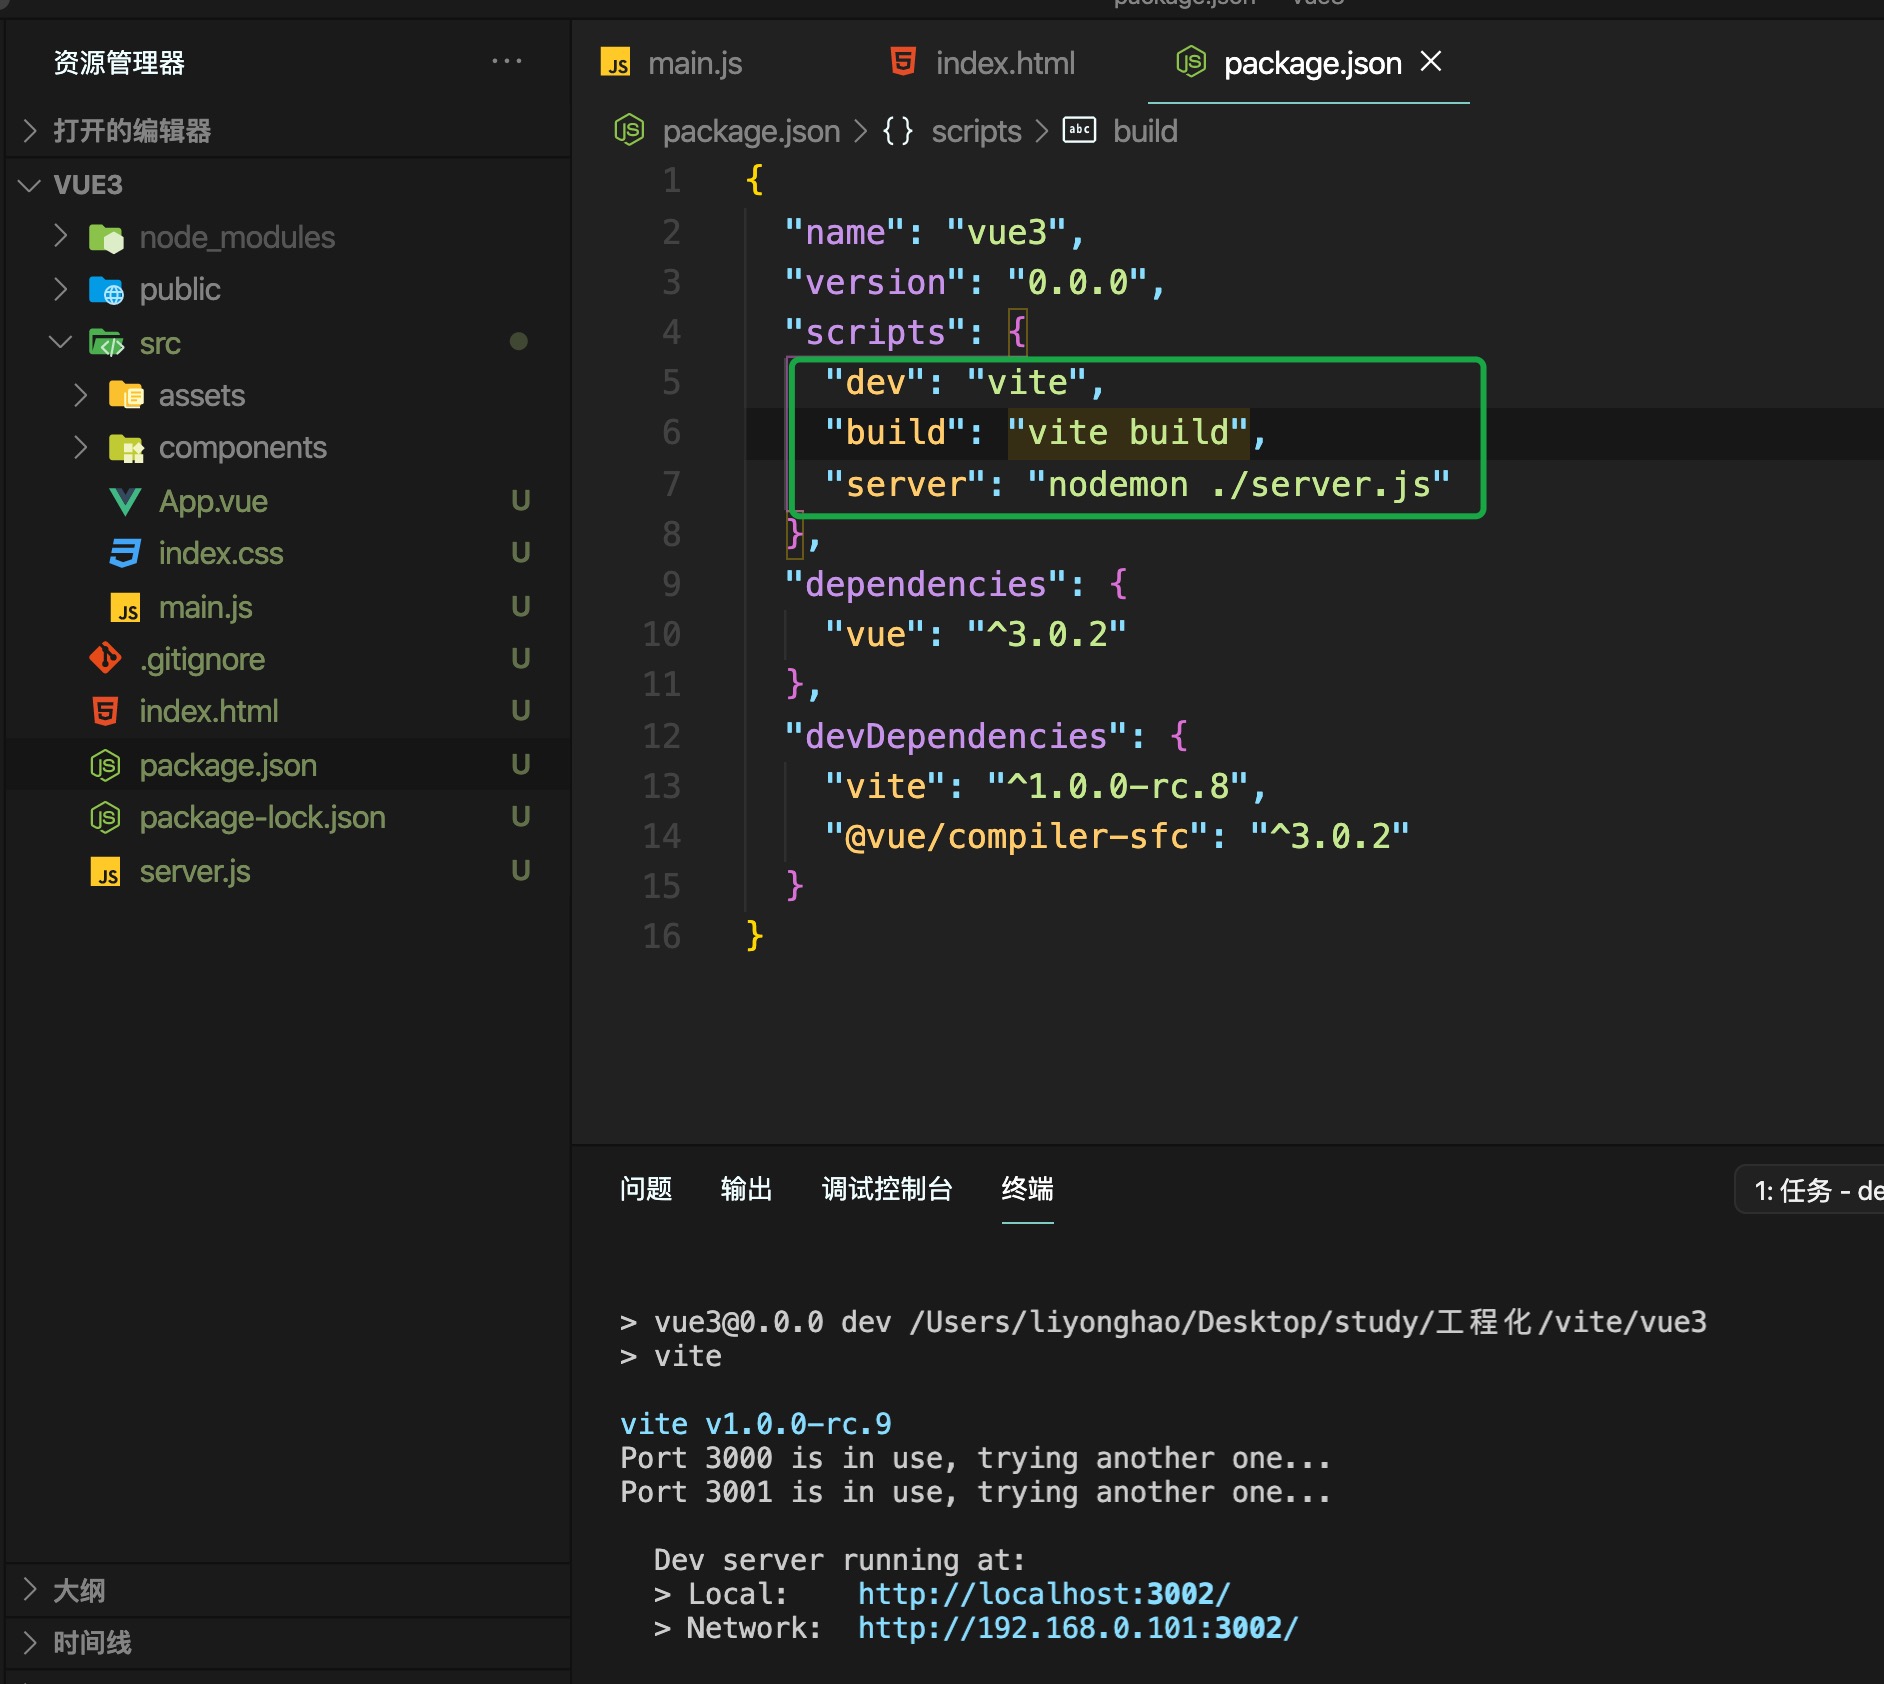 package.json — vue3
资源管理器 ···
打开的编辑器
VUE3
node_modules
public
src
assets
components
App.vue U
index.css U
main.js U
.gitignore U
index.html U
package.json U
package-lock.json U
server.js U
大纲
时间线
main.js index.html package.json
package.json > {} scripts > abc build
1 {
2 "name": "vue3",
3 "version": "0.0.0",
4 "scripts": {
5 "dev": "vite",
6 "build": "vite build",
7 "server": "nodemon ./server.js"
8 },
9 "dependencies": {
10 "vue": "^3.0.2"
11 },
12 "devDependencies": {
13 "vite": "^1.0.0-rc.8",
14 "@vue/compiler-sfc": "^3.0.2"
15 }
16 }
问题 输出 调试控制台 终端 1: 任务 - de
> vue3@0.0.0 dev /Users/liyonghao/Desktop/study/工程化/vite/vue3
> vite
vite v1.0.0-rc.9
Port 3000 is in use, trying another one...
Port 3001 is in use, trying another one...
Dev server running at:
> Local: http://localhost:3002/
> Network: http://192.168.0.101:3002/